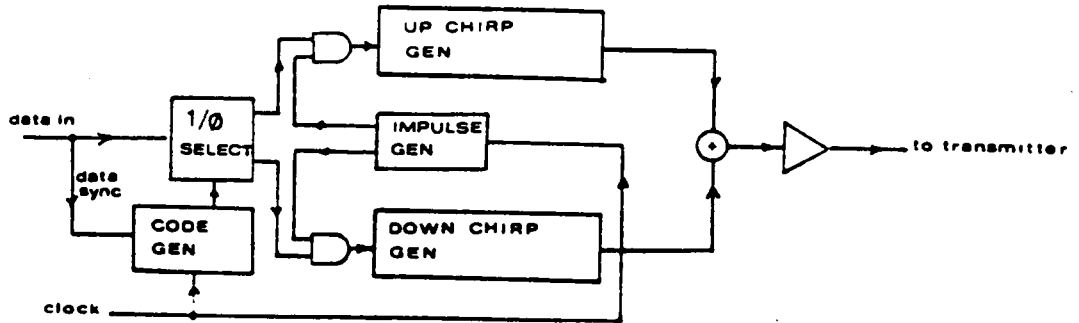 UP CHIRP
GEN
data in
1/Ø
SELECT
IMPULSE
GEN
to transmitter
data
sync
CODE
GEN
DOWN CHIRP
GEN
clock
+